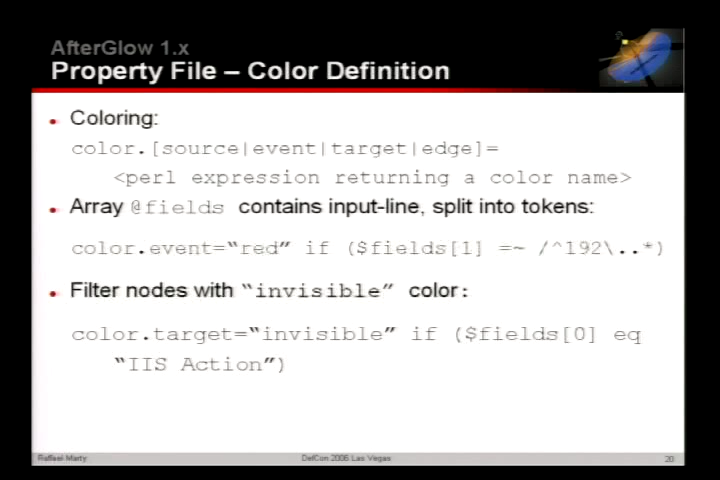 AfterGlow 1.x
Property File – Color Definition
• Coloring:
color.[source|event|target|edge]=
<perl expression returning a color name>
• Array @fields contains input-line, split into tokens:
color.event=“red” if ($fields[1] =~ /^192\..*)
• Filter nodes with “invisible” color:
color.target=“invisible” if ($fields[0] eq
“IIS Action”)
Raffael Marty
DefCon 2006 Las Vegas
20